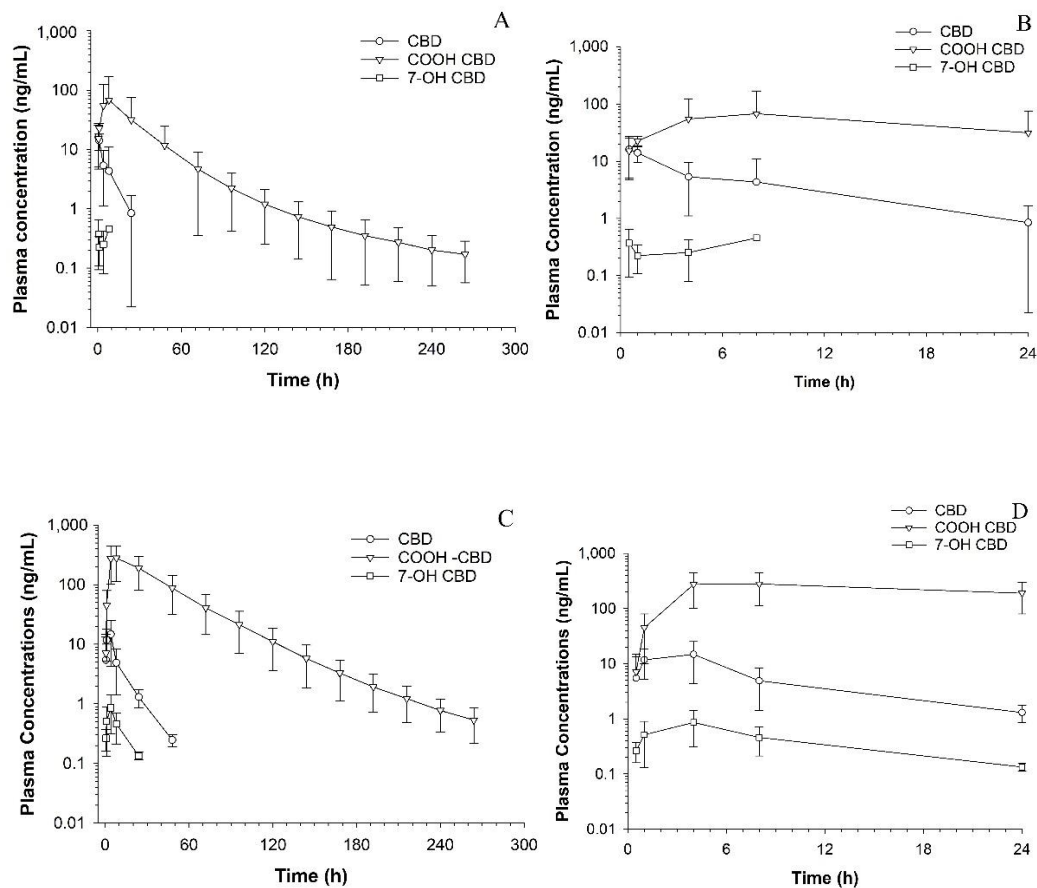 A
1,000
100
10
1
0.1
0.01
Plasma concentration (ng/mL)
CBD
COOH CBD
7-OH CBD
0 60 120 180 240 300
Time (h)
B
1,000
100
10
1
0.1
0.01
Plasma Concentration (ng/mL)
CBD
COOH CBD
7-OH CBD
0 6 12 18 24
Time (h)
C
1,000
100
10
1
0.1
0.01
Plasma Concentrations (ng/mL)
CBD
COOH -CBD
7-OH CBD
0 60 120 180 240 300
Time (h)
D
1,000
100
10
1
0.1
0.01
Plasma Concentrations (ng/mL)
CBD
COOH CBD
7-OH CBD
0 6 12 18 24
Time (h)